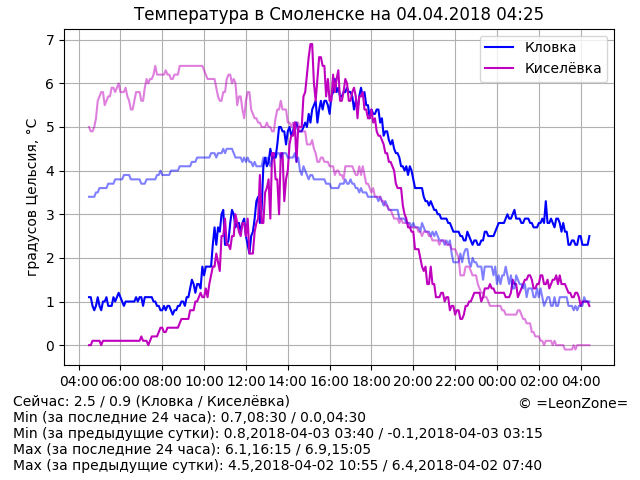 Температура в Смоленске на 04.04.2018 04:25
Кловка
Киселёвка
градусов Цельсия, °C
7
6
5
4
3
2
1
0
04:00 06:00 08:00 10:00 12:00 14:00 16:00 18:00 20:00 22:00 00:00 02:00 04:00
Сейчас: 2.5 / 0.9 (Кловка / Киселёвка)
© =LeonZone=
Min (за последние 24 часа): 0.7,08:30 / 0.0,04:30
Min (за предыдущие сутки): 0.8,2018-04-03 03:40 / -0.1,2018-04-03 03:15
Max (за последние 24 часа): 6.1,16:15 / 6.9,15:05
Max (за предыдущие сутки): 4.5,2018-04-02 10:55 / 6.4,2018-04-02 07:40